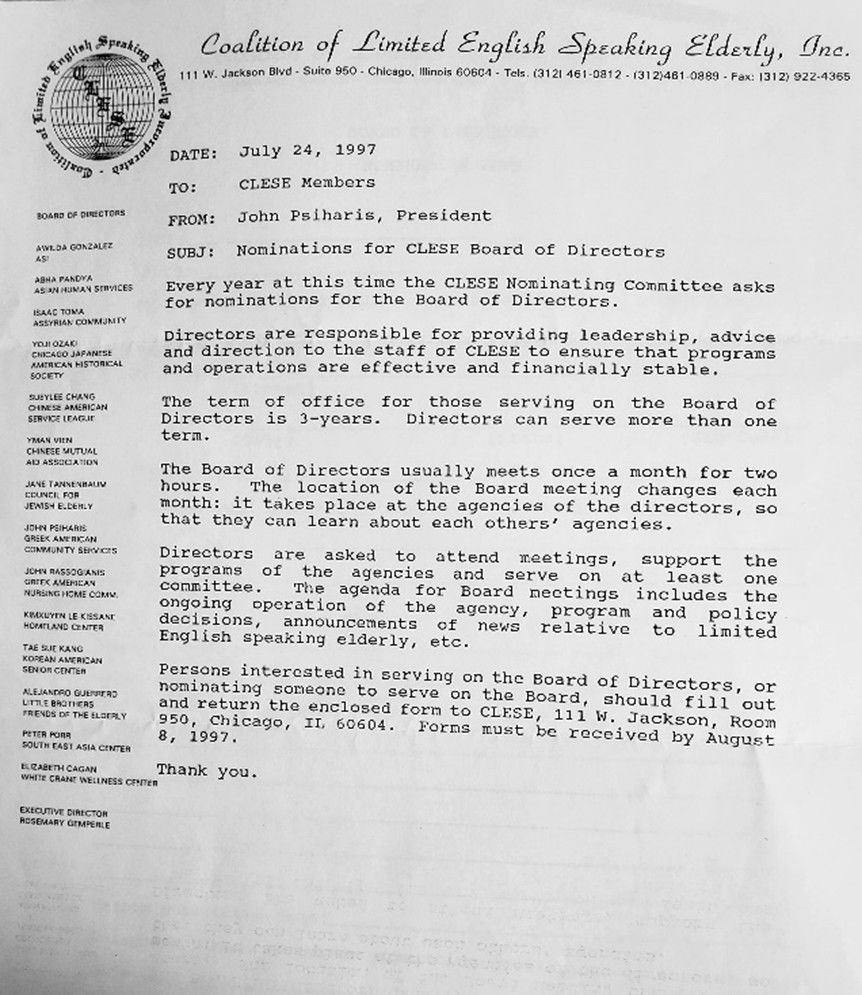 Coalition of Limited English Speaking Elderly, Inc.
111 W. Jackson Blvd - Suite 950 - Chicago, Illinois 60604 - Tels. (312) 461-0812 - (312)461-0889 - Fax: (312) 922-4365
Coalition of Limited English Speaking Elderly Incorporated
CLESE
DATE: July 24, 1997
TO: CLESE Members
FROM: John Psiharis, President
SUBJ: Nominations for CLESE Board of Directors
Every year at this time the CLESE Nominating Committee asks
for nominations for the Board of Directors.
Directors are responsible for providing leadership, advice
and direction to the staff of CLESE to ensure that programs
and operations are effective and financially stable.
The term of office for those serving on the Board of
Directors is 3-years. Directors can serve more than one
term.
The Board of Directors usually meets once a month for two
hours. The location of the Board meeting changes each
month: it takes place at the agencies of the directors, so
that they can learn about each others' agencies.
Directors are asked to attend meetings, support the
programs of the agencies and serve on at least one
committee. The agenda for Board meetings includes the
ongoing operation of the agency, program and policy
decisions, announcements of news relative to limited
English speaking elderly, etc.
Persons interested in serving on the Board of Directors, or
nominating someone to serve on the Board, should fill out
and return the enclosed form to CLESE, 111 W. Jackson, Room
950, Chicago, IL 60604. Forms must be received by August
8, 1997.
Thank you.
BOARD OF DIRECTORS
AWILDA GONZALEZ
ASI
ABHA PANDYA
ASIAN HUMAN SERVICES
ISAAC TOMA
ASSYRIAN COMMUNITY
YOJI OZAKI
CHICAGO JAPANESE
AMERICAN HISTORICAL
SOCIETY
SUEYLEE CHANG
CHINESE AMERICAN
SERVICE LEAGUE
YMAN VIEN
CHINESE MUTUAL
AID ASSOCIATION
JANE TANNENBAUM
COUNCIL FOR
JEWISH ELDERLY
JOHN PSIHARIS
GREEK AMERICAN
COMMUNITY SERVICES
JOHN RASSOGIANIS
GREEK AMERICAN
NURSING HOME COMM.
KIMXUYEN LE KISSANE
HOMELAND CENTER
TAE SUE KANG
KOREAN AMERICAN
SENIOR CENTER
ALEJANDRO GUERRERO
LITTLE BROTHERS
FRIENDS OF THE ELDERLY
PETER PORR
SOUTH EAST ASIA CENTER
ELIZABETH CAGAN
WHITE CRANE WELLNESS CENTER
EXECUTIVE DIRECTOR
ROSEMARY GEMPERLE